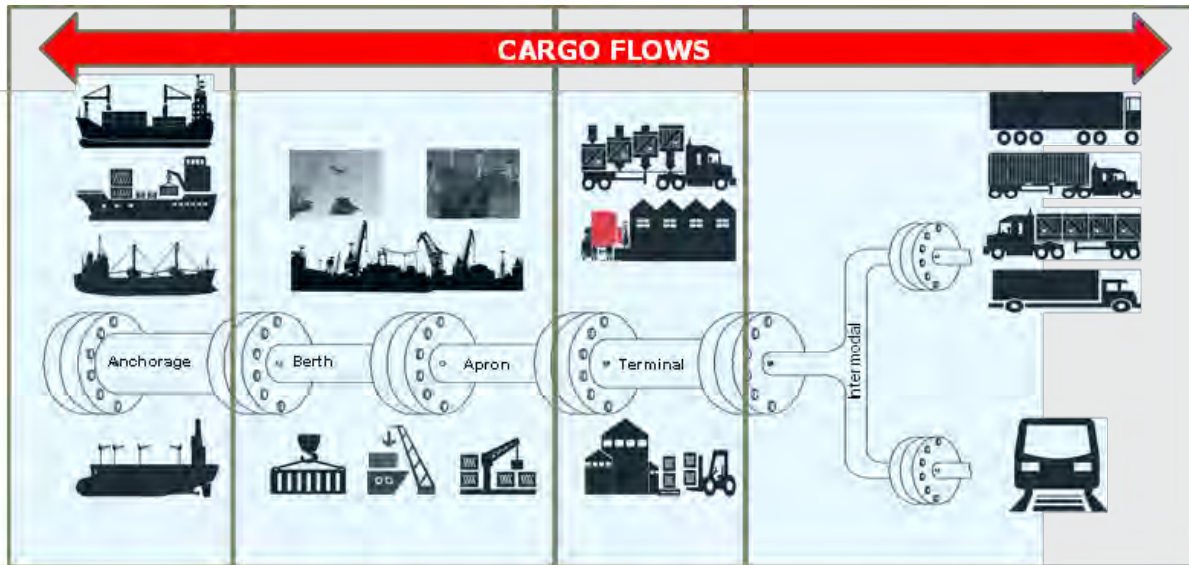 CARGO FLOWS
Anchorage
Berth
Apron
Terminal
Intermodal